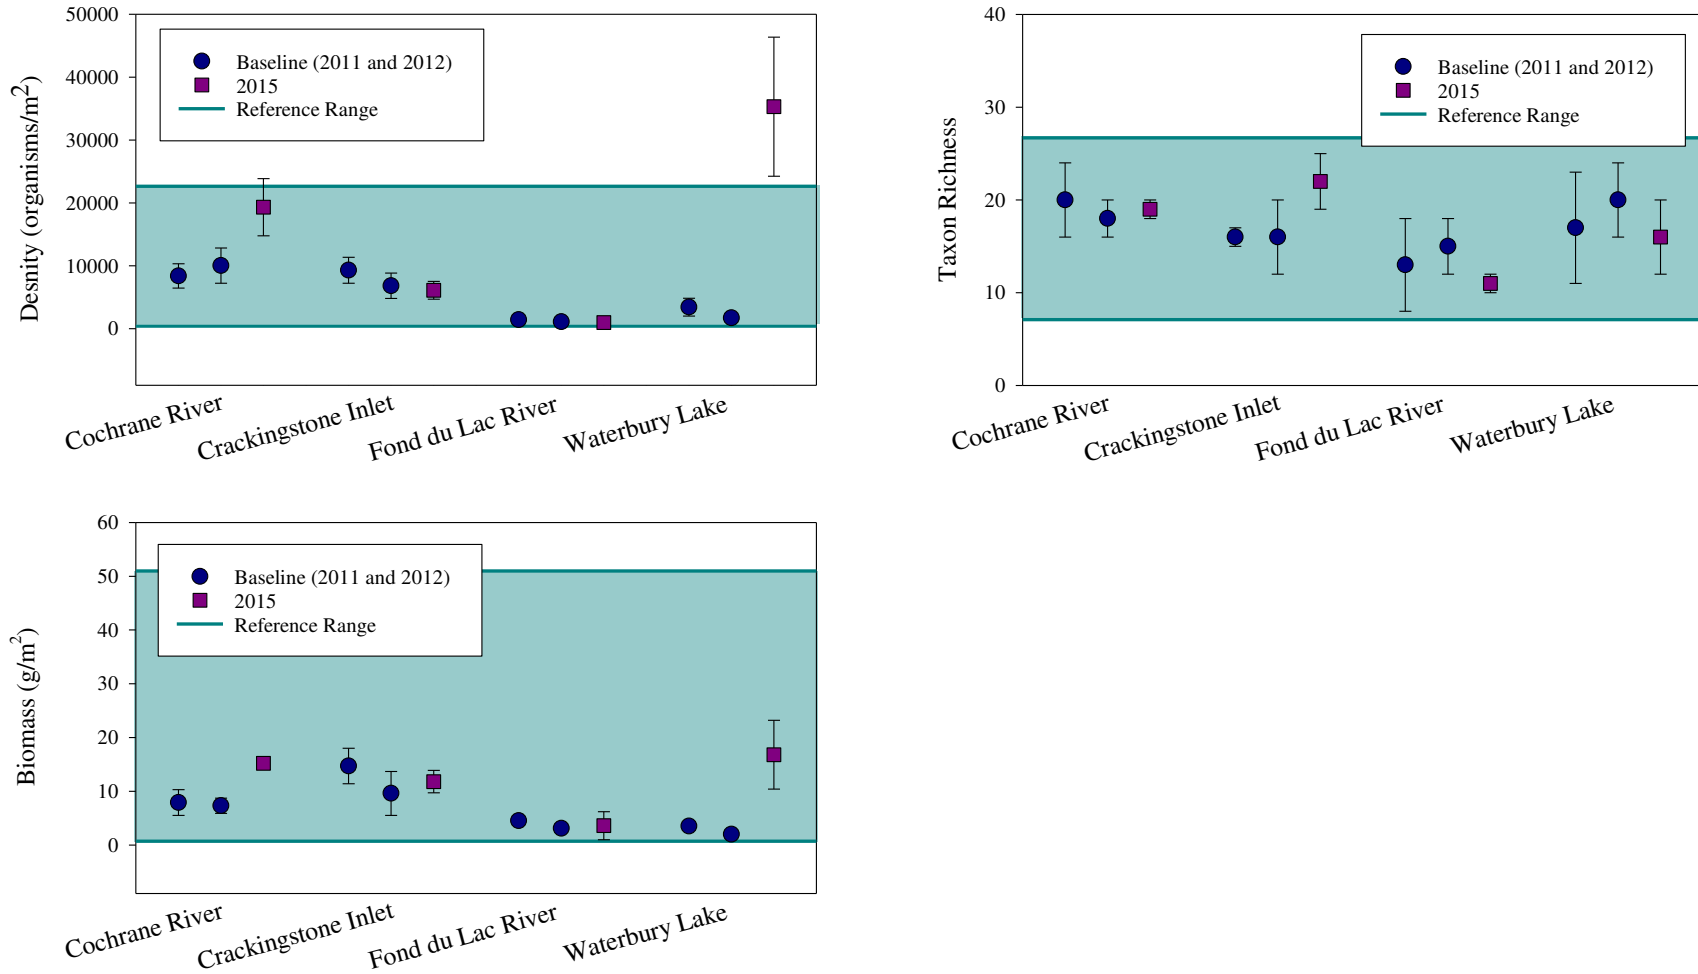 Desnity (organisms/m²)
50000
40000
30000
20000
10000
0
Baseline (2011 and 2012)
2015
Reference Range
Cochrane River
Crackingstone Inlet
Fond du Lac River
Waterbury Lake
Taxon Richness
40
30
20
10
0
Baseline (2011 and 2012)
2015
Reference Range
Cochrane River
Crackingstone Inlet
Fond du Lac River
Waterbury Lake
Biomass (g/m²)
60
50
40
30
20
10
0
Baseline (2011 and 2012)
2015
Reference Range
Cochrane River
Crackingstone Inlet
Fond du Lac River
Waterbury Lake